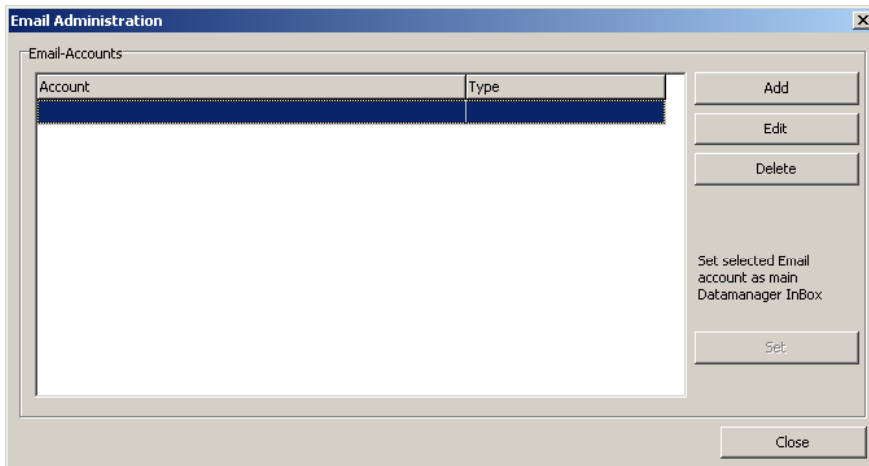 Email Administration
Email-Accounts
Account Type
Add
Edit
Delete
Set selected Email
account as main
Datamanager InBox
Set
Close